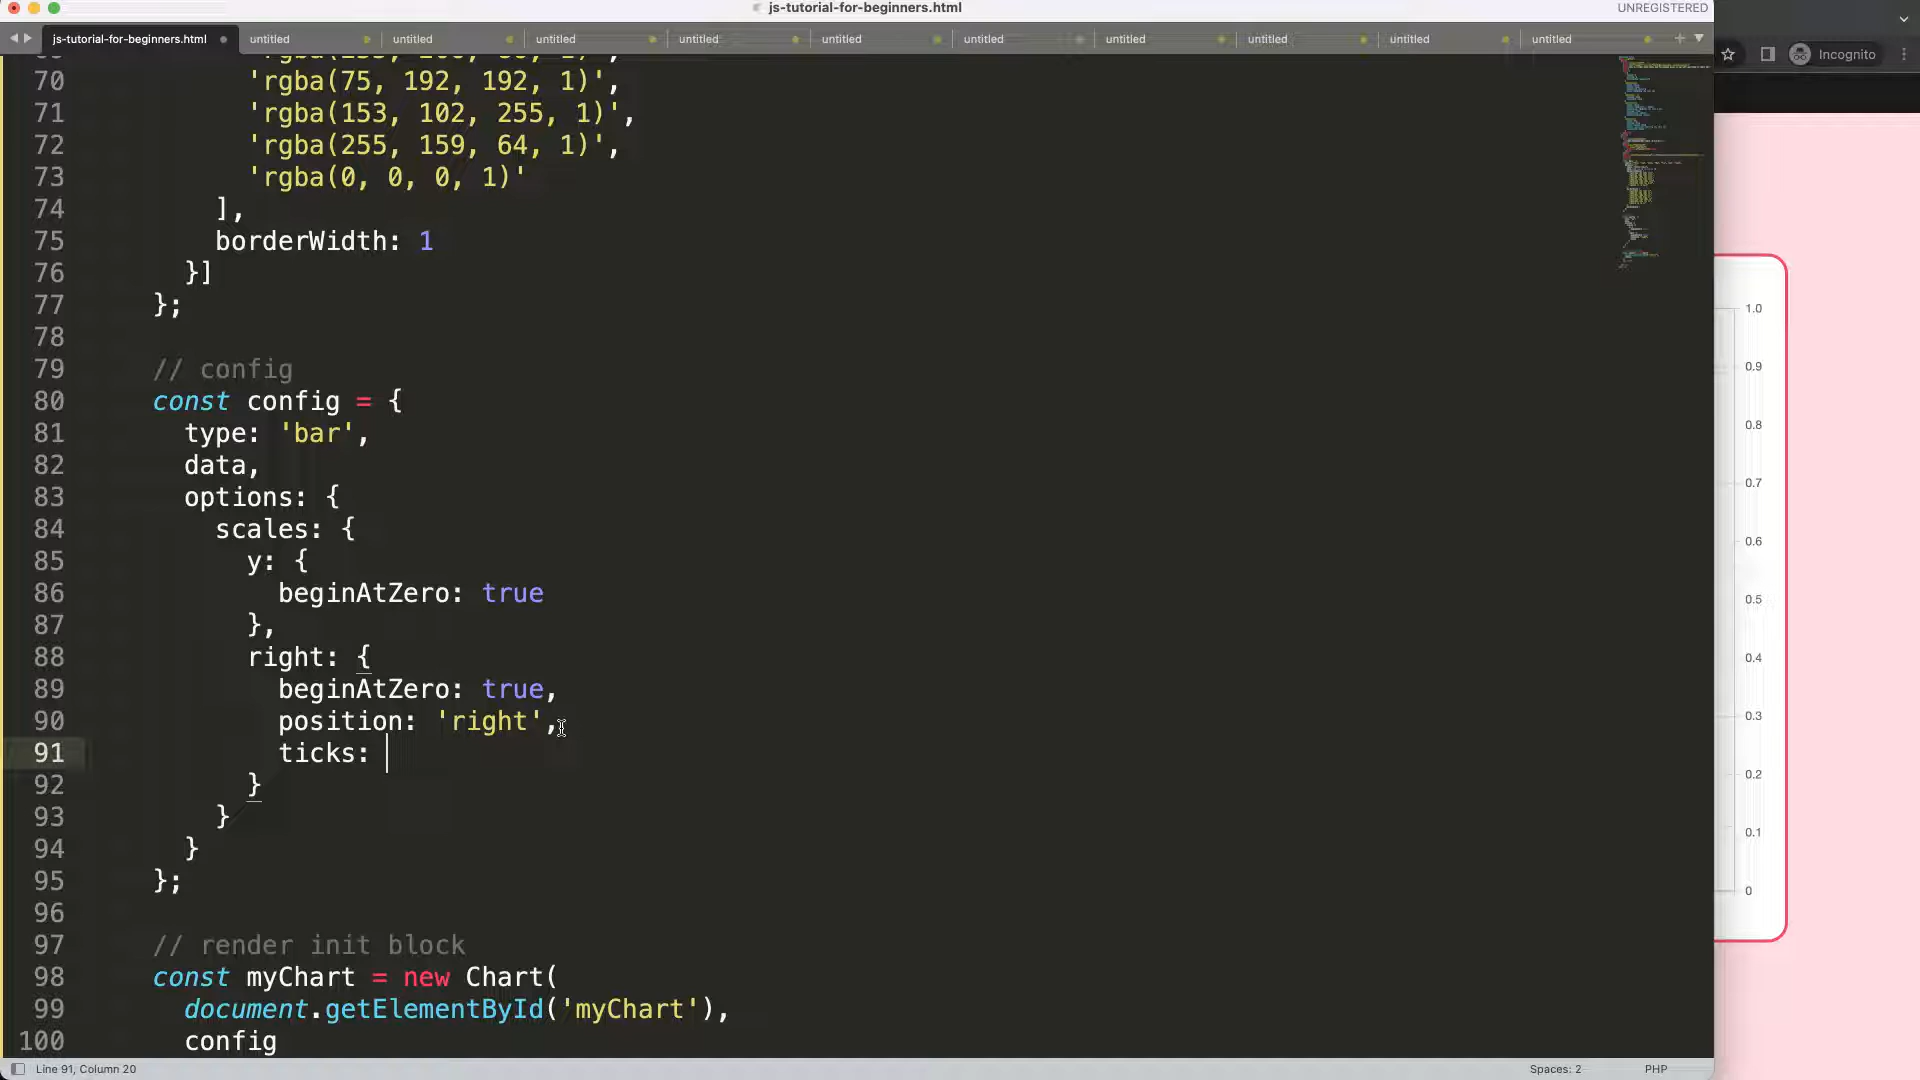 js-tutorial-for-beginners.html
UNREGISTERED
js-tutorial-for-beginners.html untitled untitled untitled untitled untitled untitled untitled untitled untitled untitled
Incognito
70 'rgba(75, 192, 192, 1)',
71 'rgba(153, 102, 255, 1)',
72 'rgba(255, 159, 64, 1)',
73 'rgba(0, 0, 0, 1)'
74 ],
75 borderWidth: 1
76 }]
77 };
78
79 // config
80 const config = {
81 type: 'bar',
82 data,
83 options: {
84 scales: {
85 y: {
86 beginAtZero: true
87 },
88 right: {
89 beginAtZero: true,
90 position: 'right',
91 ticks:
92 }
93 }
94 }
95 };
96
97 // render init block
98 const myChart = new Chart(
99 document.getElementById('myChart'),
100 config
1.0
0.9
0.8
0.7
0.6
0.5
0.4
0.3
0.2
0.1
0
Line 91, Column 20
Spaces: 2
PHP